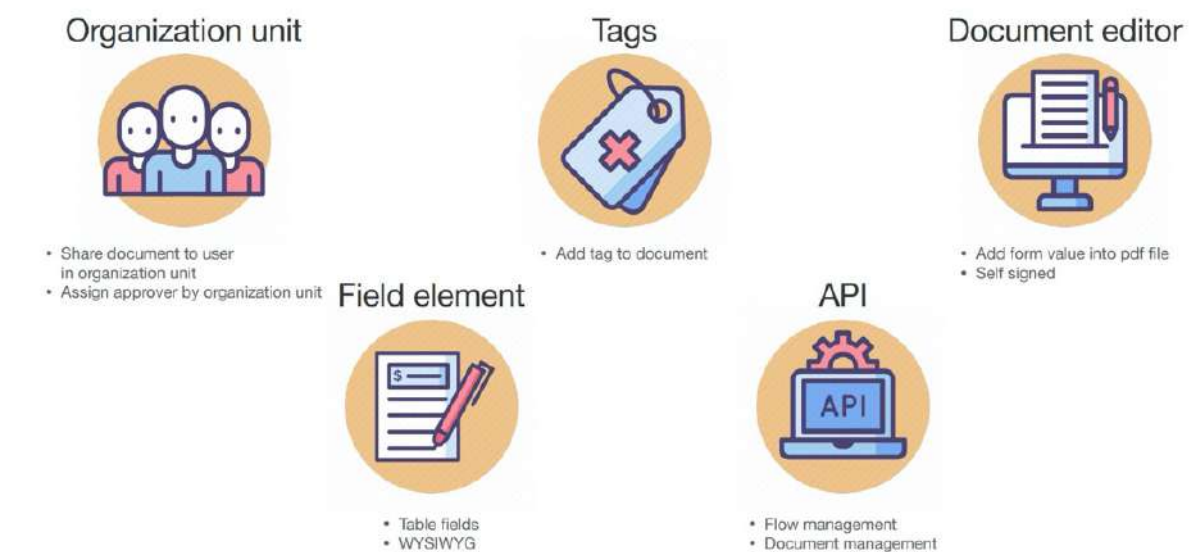 Organization unit
• Share document to user
in organization unit
• Assign approver by organization unit
Tags
• Add tag to document
Document editor
• Add form value into pdf file
• Self signed
Field element
$
• Table fields
• WYSIWYG
API
API
• Flow management
• Document management